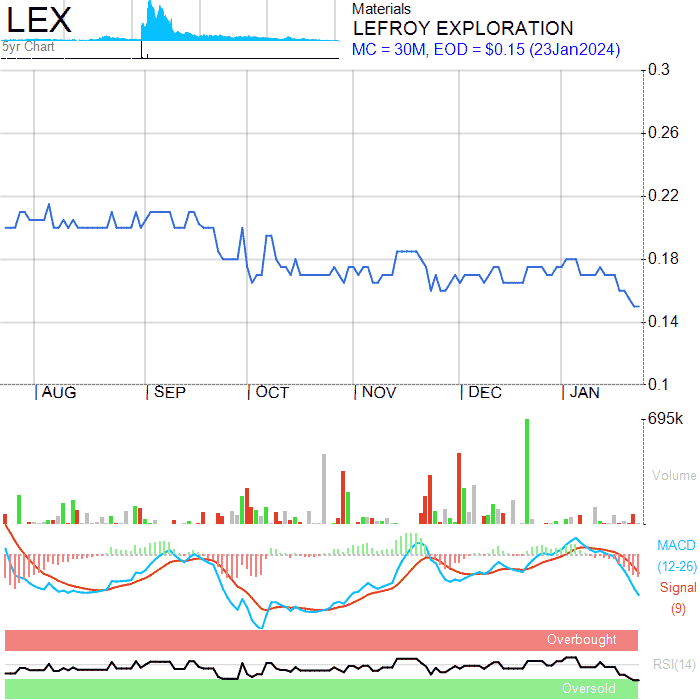 LEX
5yr Chart
Materials
LEFROY EXPLORATION
MC = 30M, EOD = $0.15 (23Jan2024)
0.3
0.26
0.22
0.18
0.14
0.1
AUG SEP OCT NOV DEC JAN
695k
Volume
MACD
(12-26)
Signal
(9)
Overbought
RSI(14)
Oversold